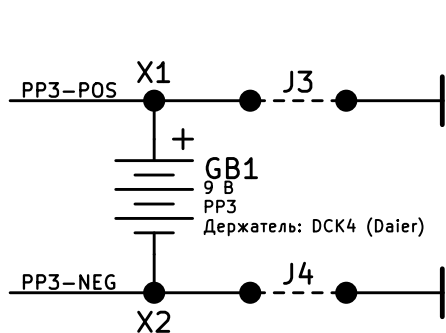 X1
PP3-POS
J3
+
GB1
9 В
PP3
Держатель: DCK4 (Daier)
PP3-NEG
J4
X2